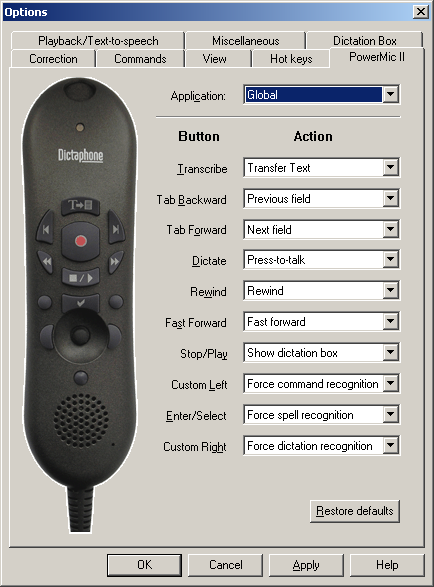 Options
Playback/Text-to-speech Miscellaneous Dictation Box
Correction Commands View Hot keys PowerMic II
Application: Global
Button Action
Dictaphone
Transcribe Transfer Text
Tab Backward Previous field
Tab Forward Next field
Dictate Press-to-talk
Rewind Rewind
Fast Forward Fast forward
Stop/Play Show dictation box
Custom Left Force command recognition
Enter/Select Force spell recognition
Custom Right Force dictation recognition
Restore defaults
OK Cancel Apply Help